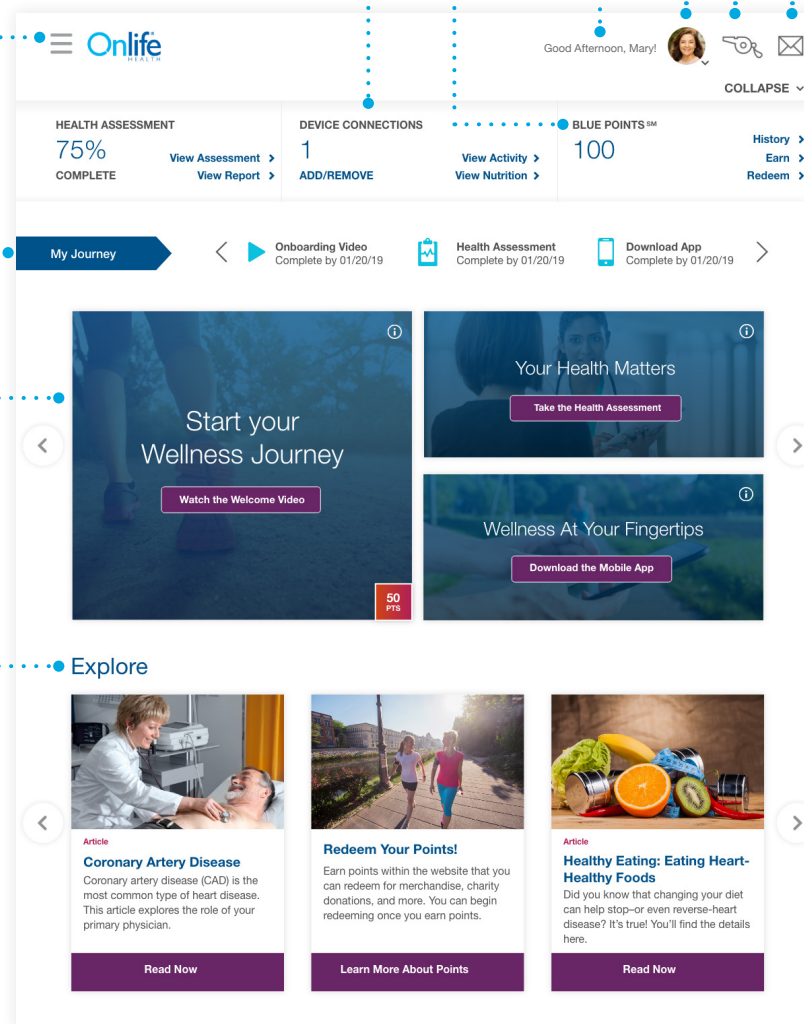 Onlife
HEALTH
Good Afternoon, Mary!
COLLAPSE
HEALTH ASSESSMENT
75%
COMPLETE
View Assessment
View Report
DEVICE CONNECTIONS
1
ADD/REMOVE
View Activity
View Nutrition
BLUE POINTS℠
100
History
Earn
Redeem
My Journey
Onboarding Video
Complete by 01/20/19
Health Assessment
Complete by 01/20/19
Download App
Complete by 01/20/19
Start your
Wellness Journey
Watch the Welcome Video
50
PTS
Your Health Matters
Take the Health Assessment
Wellness At Your Fingertips
Download the Mobile App
Explore
Article
Coronary Artery Disease
Coronary artery disease (CAD) is the
most common type of heart disease.
This article explores the role of your
primary physician.
Read Now
Redeem Your Points!
Earn points within the website that you
can redeem for merchandise, charity
donations, and more. You can begin
redeeming once you earn points.
Learn More About Points
Article
Healthy Eating: Eating Heart-
Healthy Foods
Did you know that changing your diet
can help stop–or even reverse-heart
disease? It's true! You'll find the details
here.
Read Now